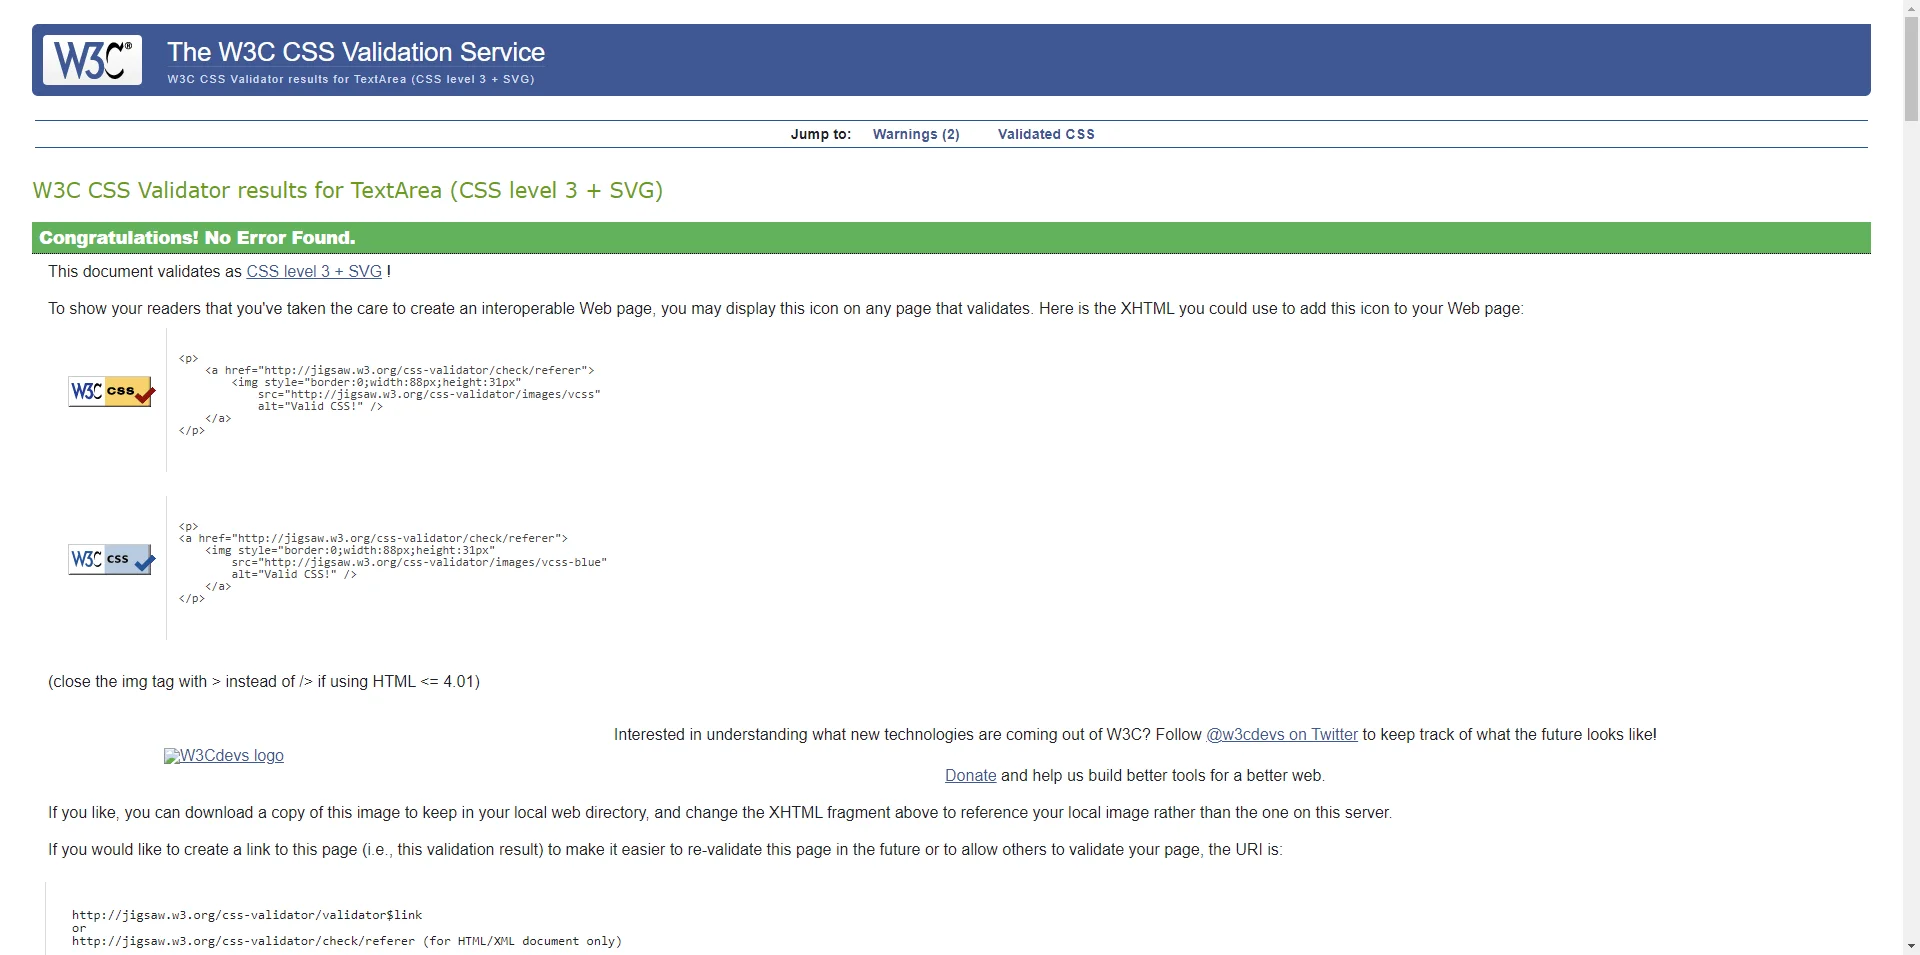 W3C®
The W3C CSS Validation Service
W3C CSS Validator results for TextArea (CSS level 3 + SVG)
Jump to: Warnings (2) Validated CSS
W3C CSS Validator results for TextArea (CSS level 3 + SVG)
Congratulations! No Error Found.
This document validates as CSS level 3 + SVG !
To show your readers that you've taken the care to create an interoperable Web page, you may display this icon on any page that validates. Here is the XHTML you could use to add this icon to your Web page:
<p>
<a href="http://jigsaw.w3.org/css-validator/check/referer">
<img style="border:0;width:88px;height:31px"
src="http://jigsaw.w3.org/css-validator/images/vcss"
alt="Valid CSS!" />
</a>
</p>
W3C css
<p>
<a href="http://jigsaw.w3.org/css-validator/check/referer">
<img style="border:0;width:88px;height:31px"
src="http://jigsaw.w3.org/css-validator/images/vcss-blue"
alt="Valid CSS!" />
</a>
</p>
W3C css
(close the img tag with > instead of /> if using HTML <= 4.01)
W3Cdevs logo
Interested in understanding what new technologies are coming out of W3C? Follow @w3cdevs on Twitter to keep track of what the future looks like!
Donate and help us build better tools for a better web.
If you like, you can download a copy of this image to keep in your local web directory, and change the XHTML fragment above to reference your local image rather than the one on this server.
If you would like to create a link to this page (i.e., this validation result) to make it easier to re-validate this page in the future or to allow others to validate your page, the URI is:
http://jigsaw.w3.org/css-validator/validator$link
or
http://jigsaw.w3.org/css-validator/check/referer (for HTML/XML document only)